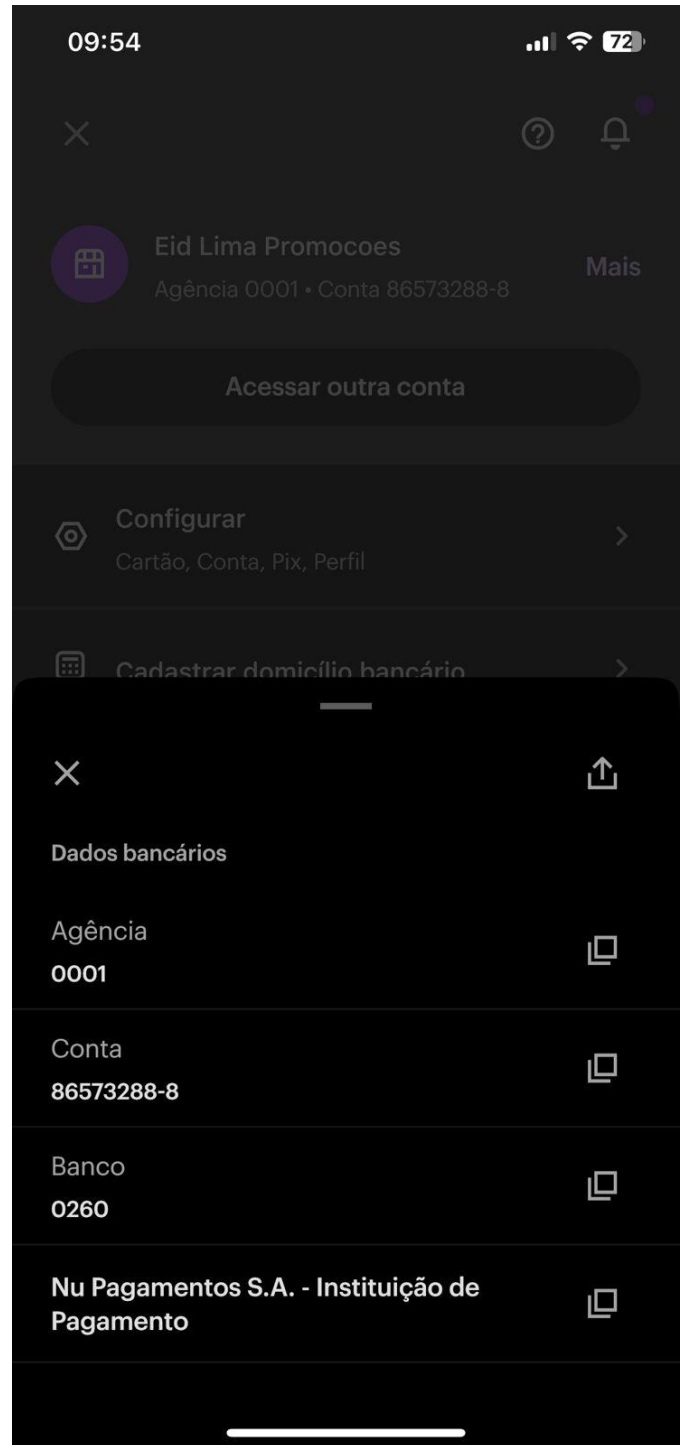 09:54
72
Eid Lima Promocoes
Mais
Agência 0001 • Conta 86573288-8
Acessar outra conta
Configurar
Cartão, Conta, Pix, Perfil
Cadastrar domicílio bancário
Dados bancários
Agência
0001
Conta
86573288-8
Banco
0260
Nu Pagamentos S.A. - Instituição de
Pagamento